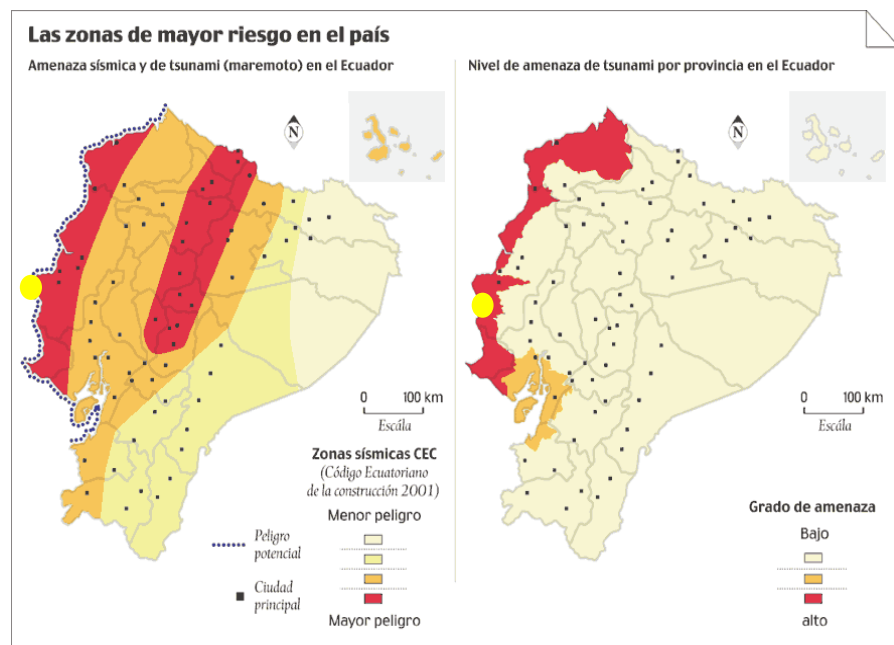 Las zonas de mayor riesgo en el país
Amenaza sísmica y de tsunami (maremoto) en el Ecuador
Nivel de amenaza de tsunami por provincia en el Ecuador
N
N
0 100 km
Escála
0 100 km
Escála
Zonas sísmicas CEC
(Código Ecuatoriano
de la construcción 2001)
Menor peligro
Mayor peligro
Peligro
potencial
Ciudad
principal
Grado de amenaza
Bajo
alto